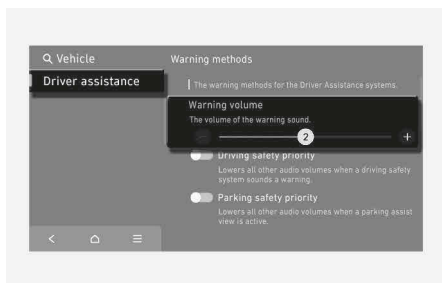 Vehicle
Warning methods
Driver assistance
The warning methods for the Driver Assistance systems.
Warning volume
The volume of the warning sound.
2
Driving safety priority
Lowers all other audio volumes when a driving safety
system sounds a warning.
Parking safety priority
Lowers all other audio volumes when a parking assist
view is active.